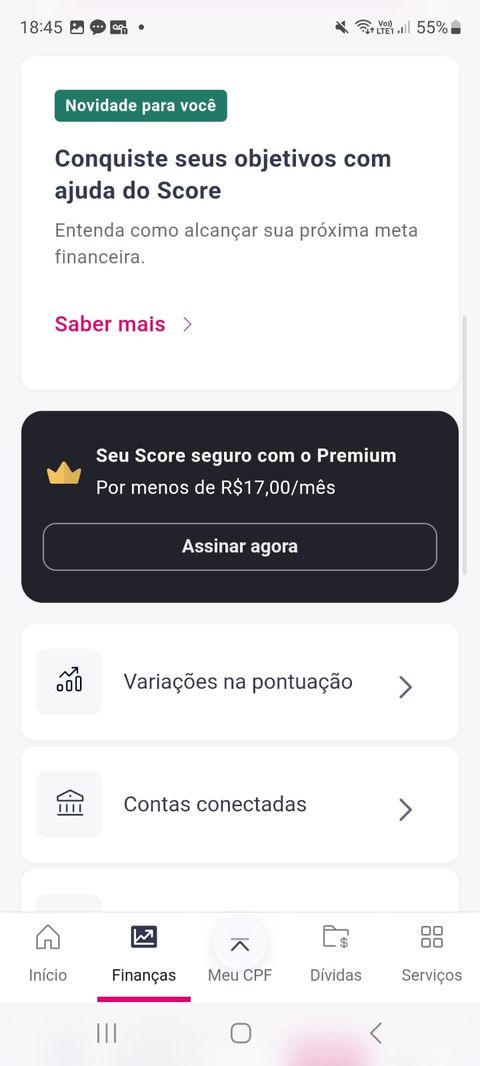 18:45 Vo) LTE1 55%
Novidade para você
Conquiste seus objetivos com
ajuda do Score
Entenda como alcançar sua próxima meta
financeira.
Saber mais
Seu Score seguro com o Premium
Por menos de R$17,00/mês
Assinar agora
Variações na pontuação
Contas conectadas
Início Finanças Meu CPF Dívidas Serviços